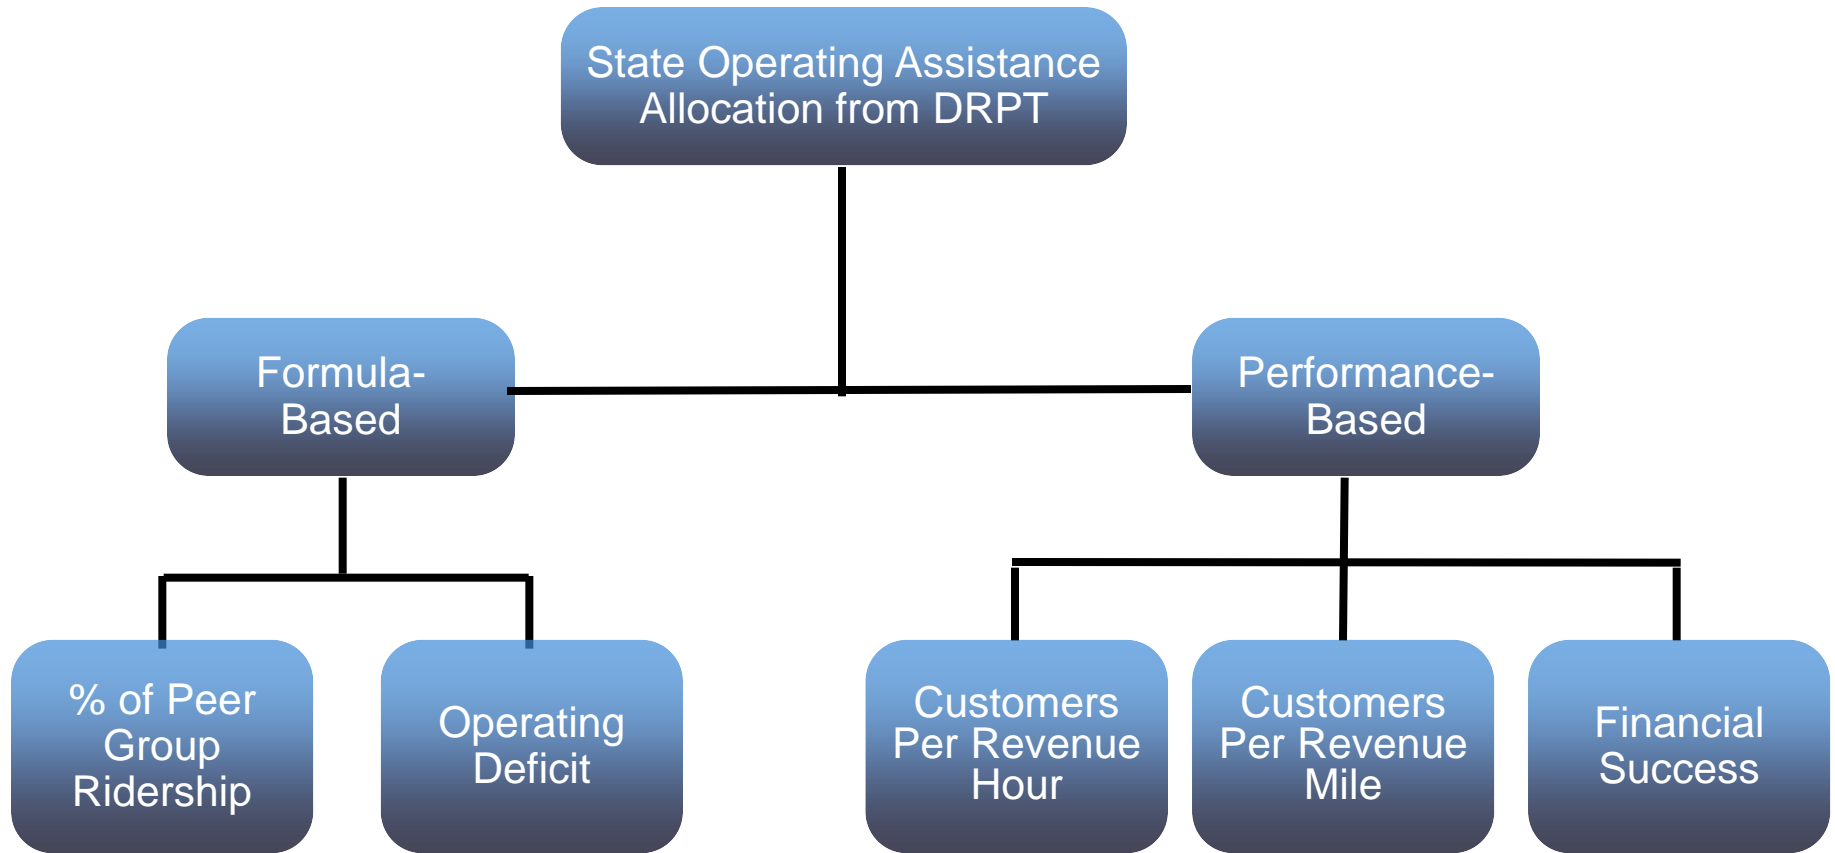 State Operating Assistance
Allocation from DRPT
Formula-
Based
Performance-
Based
% of Peer
Group
Ridership
Operating
Deficit
Customers
Per Revenue
Hour
Customers
Per Revenue
Mile
Financial
Success